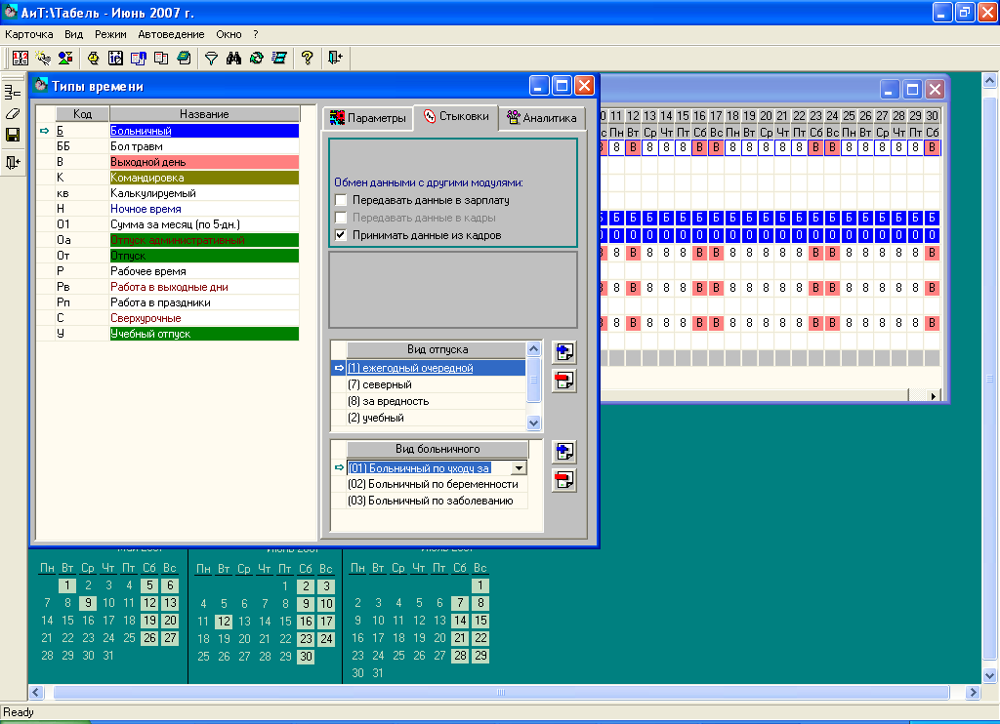 АиТ:\Табель - Июнь 2007 г.
Карточка Вид Режим Автоведение Окно ?
Типы времени
Код Название
Б Больничный
ББ Бол травм
В Выходной день
К Командировка
кв Калькулируемый
Н Ночное время
О1 Сумма за месяц (по 5-дн.)
Оа Отпуск административный
От Отпуск
Р Рабочее время
Рв Работа в выходные дни
Рп Работа в праздники
С Сверхурочные
У Учебный отпуск
Параметры Стыковки Аналитика
Обмен данными с другими модулями:
Передавать данные в зарплату
Передавать данные в кадры
Принимать данные из кадров
Вид отпуска
(1) ежегодный очередной
(7) северный
(8) за вредность
(2) учебный
Вид больничного
(01) Больничный по уходу за
(02) Больничный по беременности
(03) Больничный по заболеванию
10 11 12 13 14 15 16 17 18 19 20 21 22 23 24 25 26 27 28 29 30
Вс Пн Вт Ср Чт Пт Сб Вс Пн Вт Ср Чт Пт Сб Вс Пн Вт Ср Чт Пт Сб
8 В 8 8 8 В В 8 8 8 8 8 В В 8 8 8 8 8 В
Б Б Б Б Б Б Б Б Б Б Б Б Б Б Б Б Б Б Б Б
0 0 0 0 0 0 0 0 0 0 0 0 0 0 0 0 0 0 0 0
8 В 8 8 8 В В 8 8 8 8 8 В В 8 8 8 8 8 В
8 В 8 8 8 В В 8 8 8 8 8 В В 8 8 8 8 8 В
8 В 8 8 8 В В 8 8 8 8 8 В В 8 8 8 8 8 В
Май 2007
Пн Вт Ср Чт Пт Сб Вс
1 2 3 4 5 6
7 8 9 10 11 12 13
14 15 16 17 18 19 20
21 22 23 24 25 26 27
28 29 30 31
Июнь 2007
Пн Вт Ср Чт Пт Сб Вс
1 2 3
4 5 6 7 8 9 10
11 12 13 14 15 16 17
18 19 20 21 22 23 24
25 26 27 28 29 30
Июль 2007
Пн Вт Ср Чт Пт Сб Вс
1
2 3 4 5 6 7 8
9 10 11 12 13 14 15
16 17 18 19 20 21 22
23 24 25 26 27 28 29
30 31
Ready